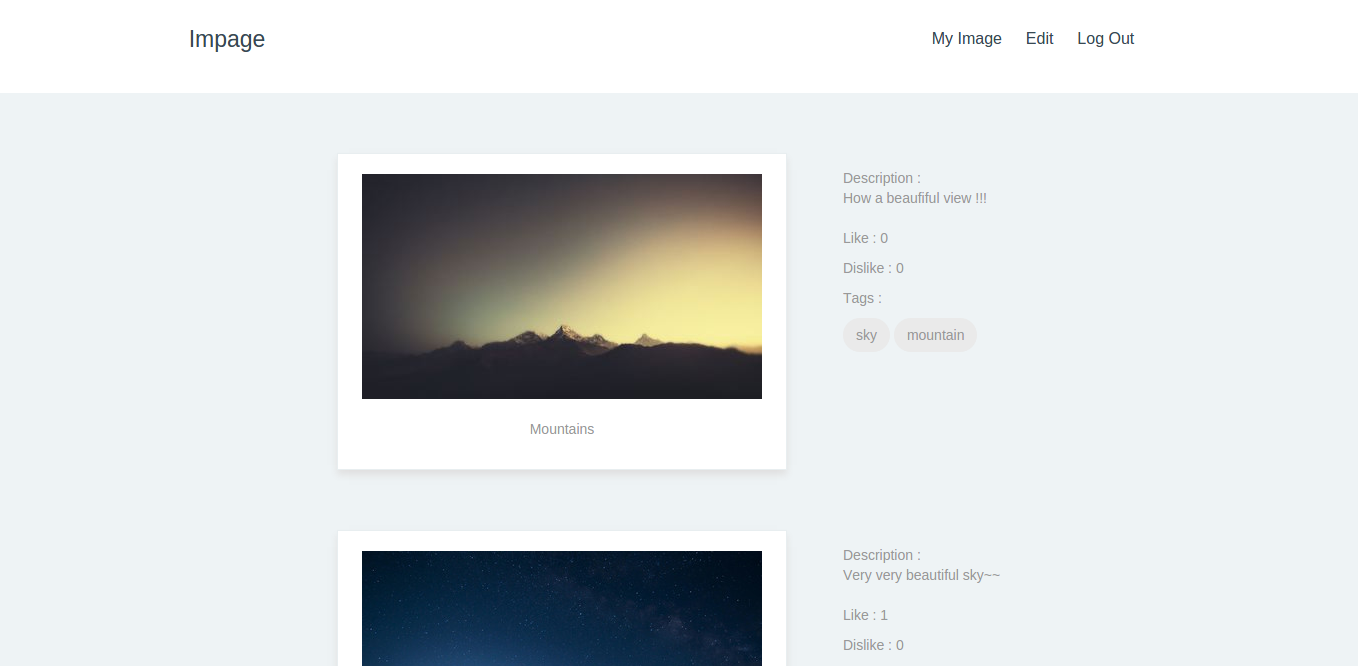 Impage
My Image Edit Log Out
Description :
How a beaufiful view !!!
Like : 0
Dislike : 0
Tags :
sky mountain
Mountains
Description :
Very very beautiful sky~~
Like : 1
Dislike : 0